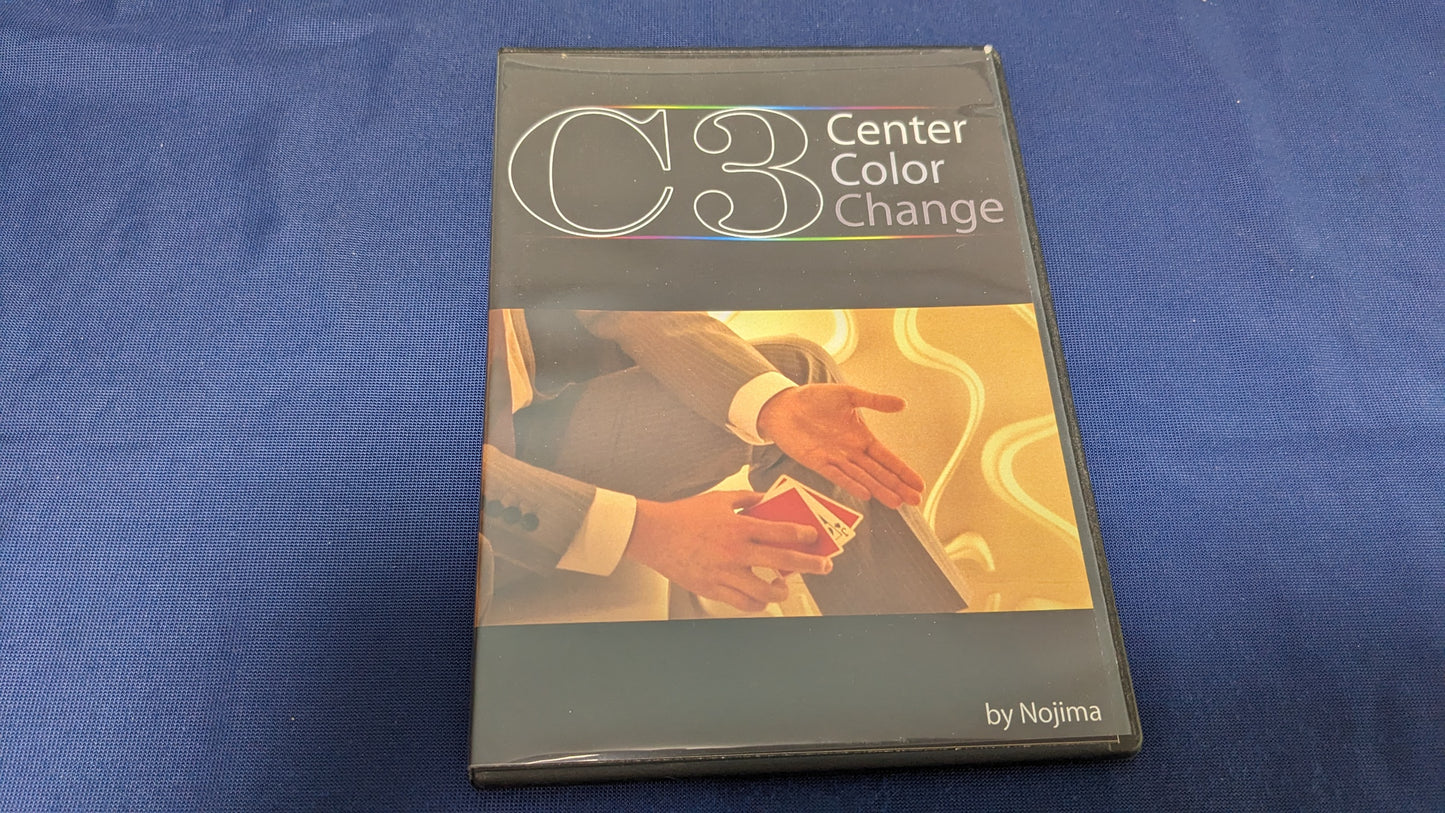 C3
Center
Color
Change
by Nojima